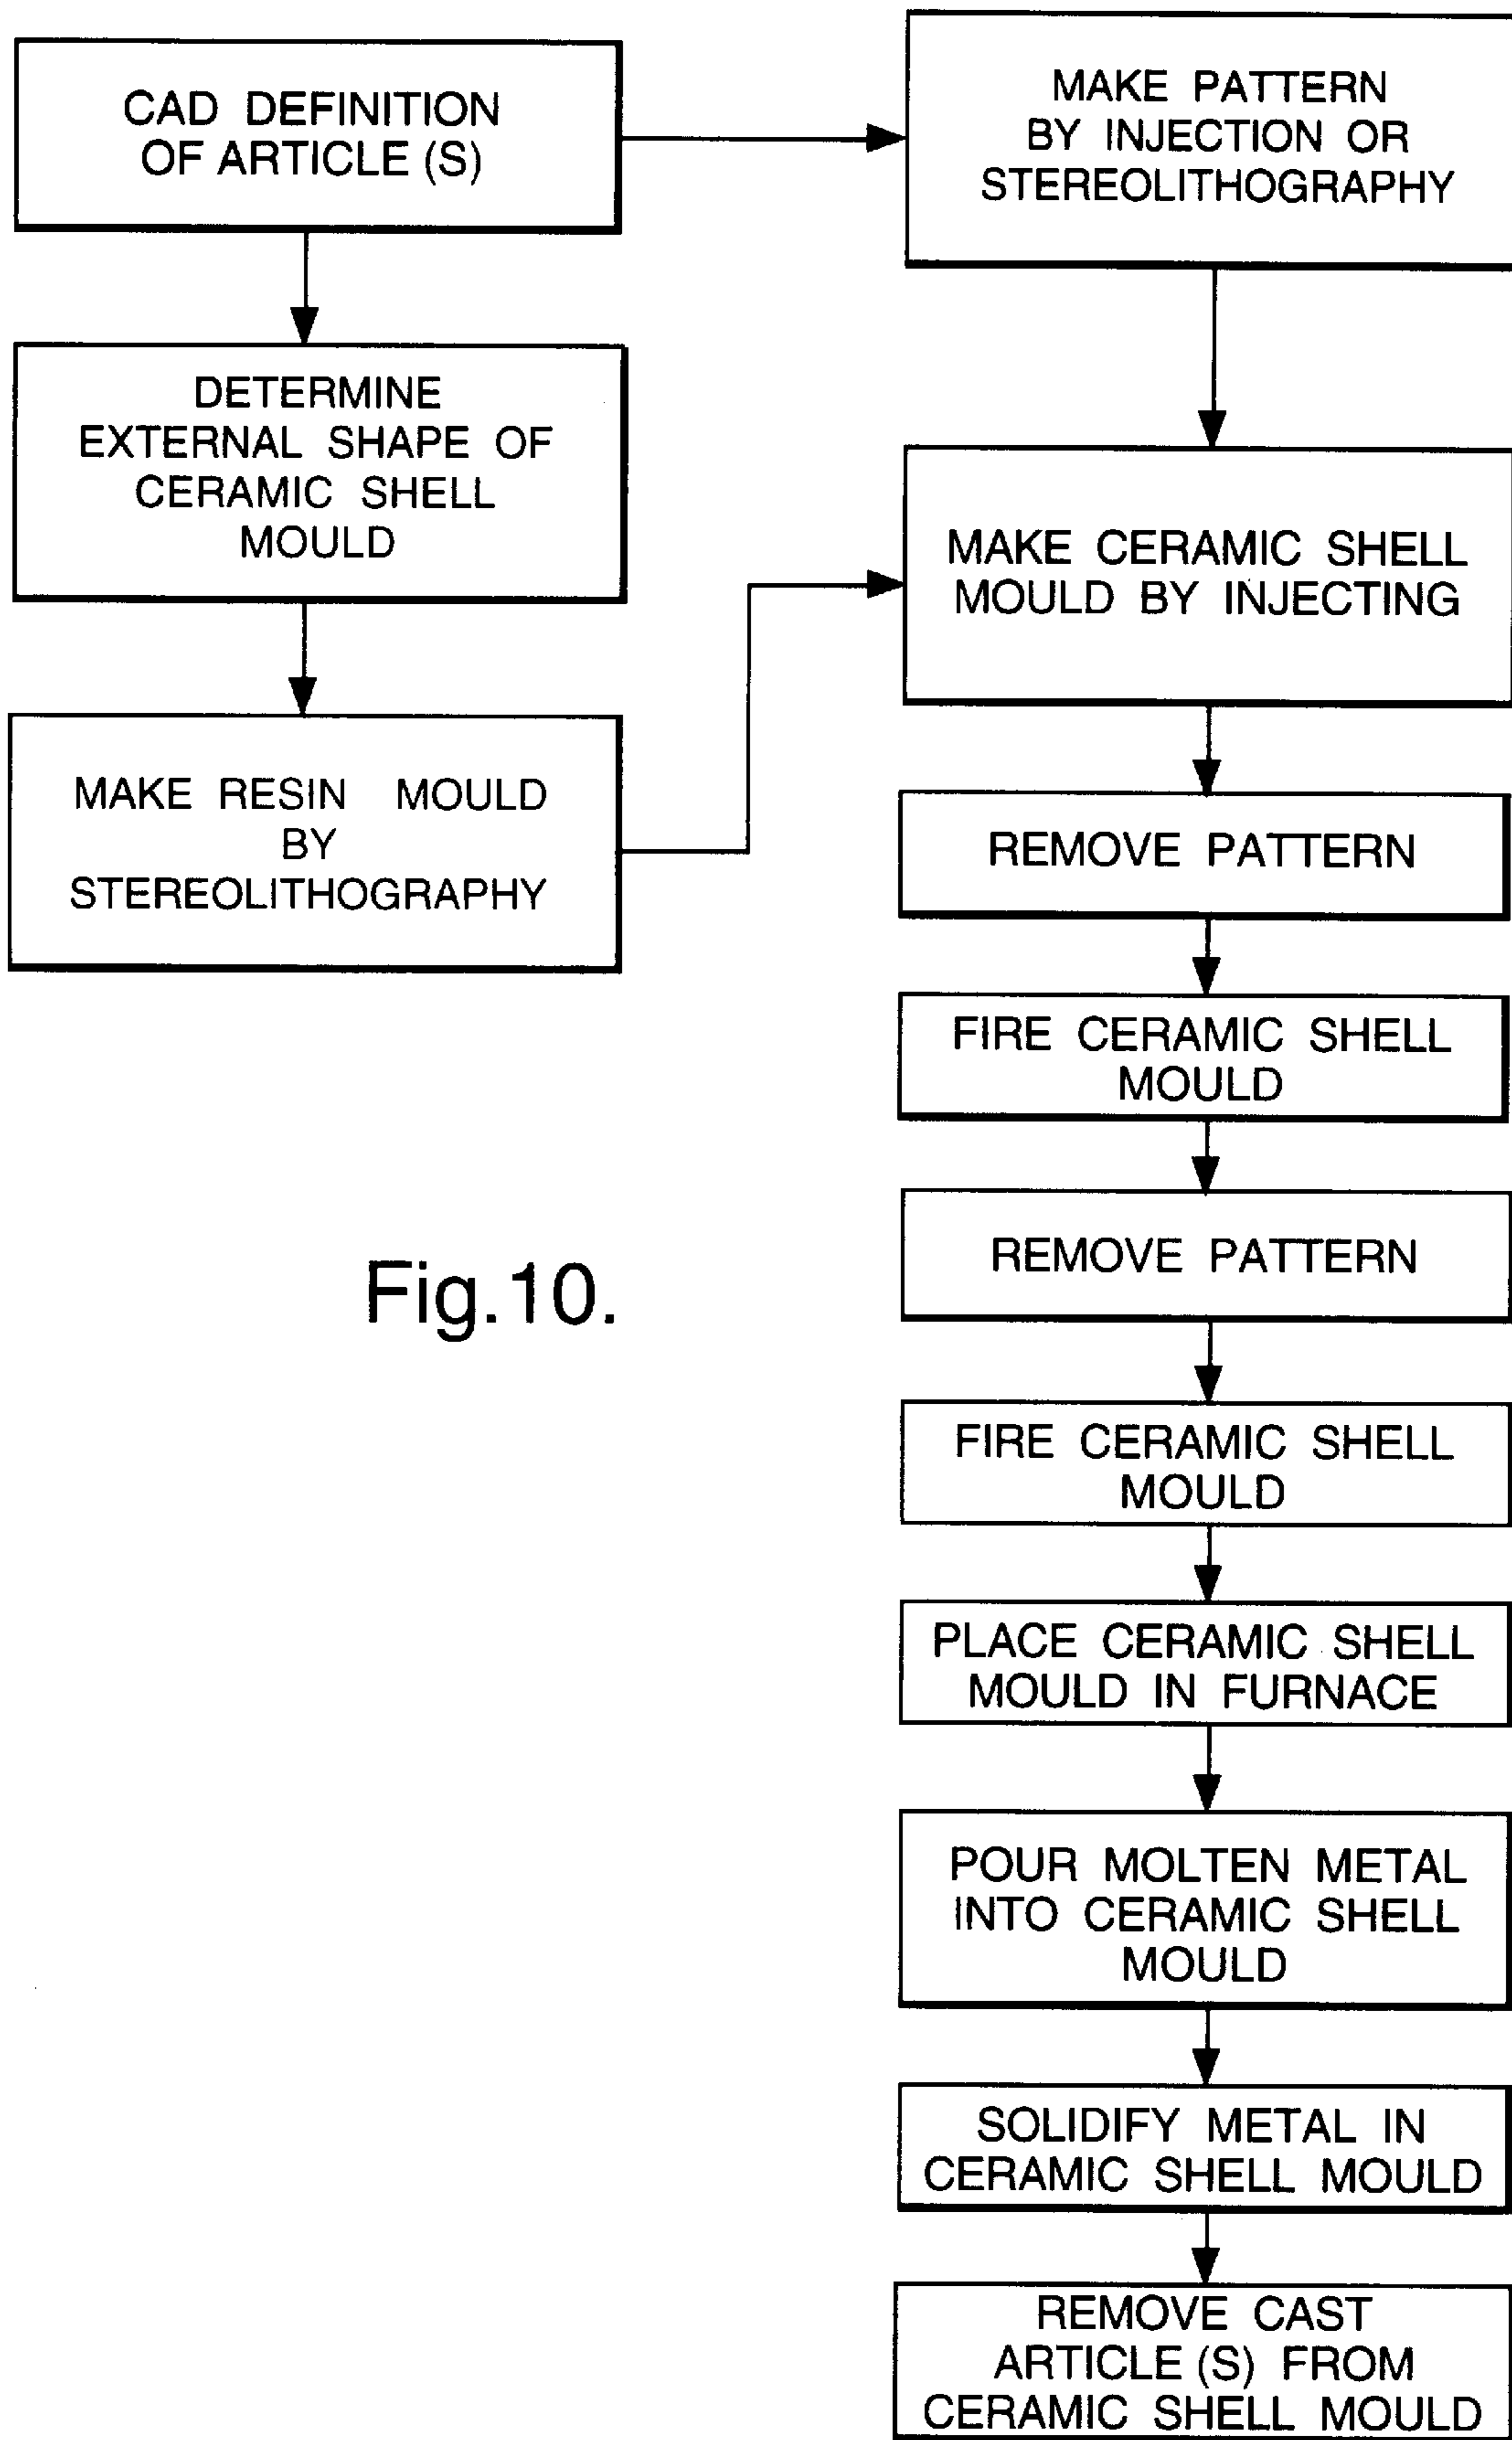 CAD DEFINITION
OF ARTICLE (S)
MAKE PATTERN
BY INJECTION OR
STEREOLITHOGRAPHY
DETERMINE
EXTERNAL SHAPE OF
CERAMIC SHELL
MOULD
MAKE CERAMIC SHELL
MOULD BY INJECTING
MAKE RESIN MOULD
BY
STEREOLITHOGRAPHY
REMOVE PATTERN
FIRE CERAMIC SHELL
MOULD
REMOVE PATTERN
Fig.10.
FIRE CERAMIC SHELL
MOULD
PLACE CERAMIC SHELL
MOULD IN FURNACE
POUR MOLTEN METAL
INTO CERAMIC SHELL
MOULD
SOLIDIFY METAL IN
CERAMIC SHELL MOULD
REMOVE CAST
ARTICLE (S) FROM
CERAMIC SHELL MOULD